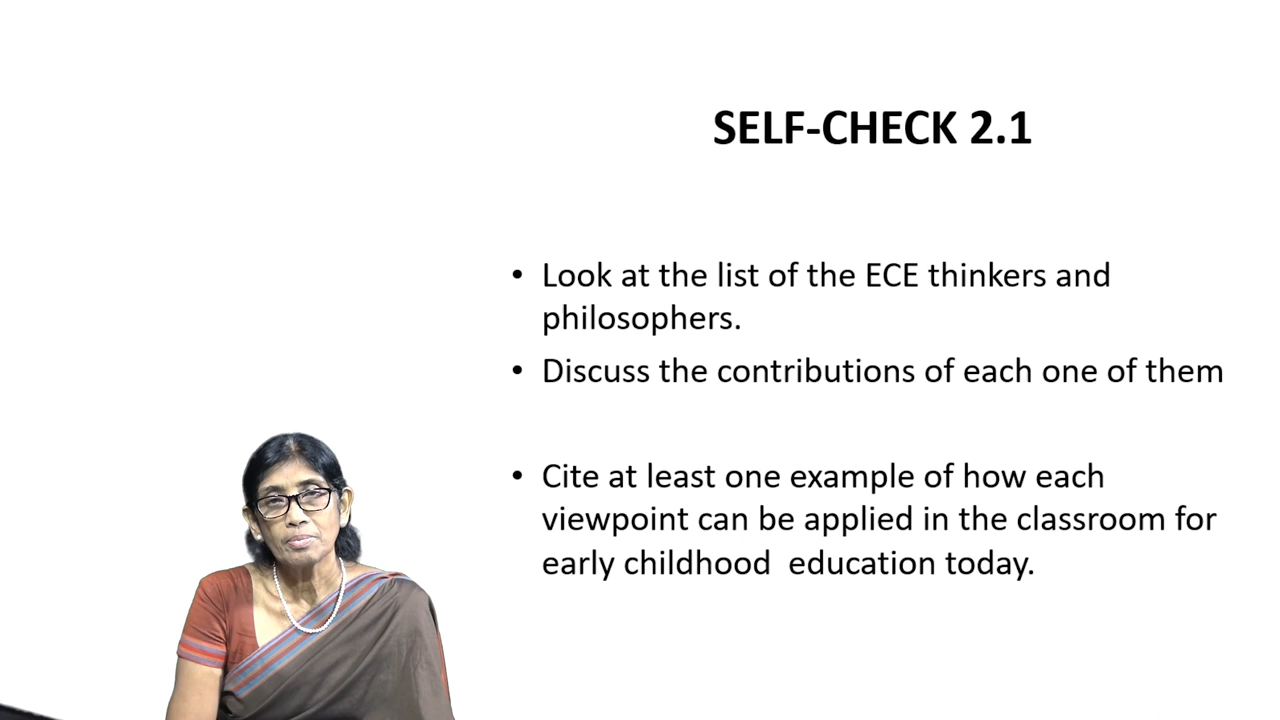 SELF-CHECK 2.1
• Look at the list of the ECE thinkers and
philosophers.
• Discuss the contributions of each one of them
• Cite at least one example of how each
viewpoint can be applied in the classroom for
early childhood  education today.